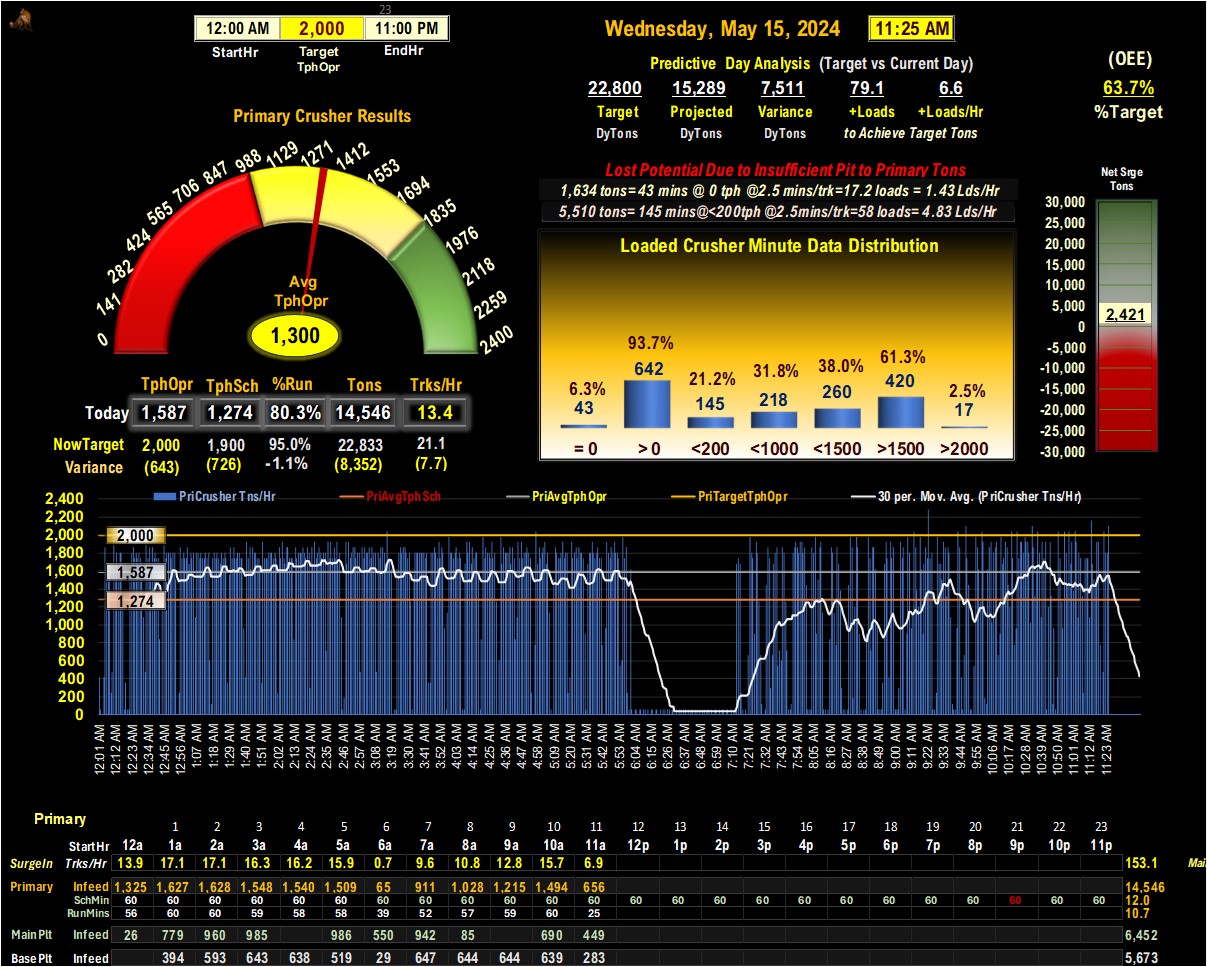 23
12:00 AM 2,000 11:00 PM
StartHr Target TphOpr EndHr
Wednesday, May 15, 2024 11:25 AM
Predictive Day Analysis (Target vs Current Day)
22,800 15,289 7,511 79.1 6.6
Target Projected Variance +Loads +Loads/Hr
DyTons DyTons DyTons to Achieve Target Tons
(OEE)
63.7%
%Target
Primary Crusher Results
0 141 282 424 565 706 847 988 1129 1271 1412 1553 1694 1835 1976 2118 2259 2400
Avg
TphOpr
1,300
Lost Potential Due to Insufficient Pit to Primary Tons
1,634 tons= 43 mins @ 0 tph @2.5 mins/trk=17.2 loads = 1.43 Lds/Hr
5,510 tons= 145 mins@<200tph @2.5mins/trk=58 loads= 4.83 Lds/Hr
Loaded Crusher Minute Data Distribution
6.3% 93.7% 21.2% 31.8% 38.0% 61.3% 2.5%
43 642 145 218 260 420 17
= 0 > 0 <200 <1000 <1500 >1500 >2000
Net Srge
Tons
30,000
25,000
20,000
15,000
10,000
5,000
2,421
0
-5,000
-10,000
-15,000
-20,000
-25,000
-30,000
TphOpr TphSch %Run Tons Trks/Hr
Today 1,587 1,274 80.3% 14,546 13.4
NowTarget 2,000 1,900 95.0% 22,833 21.1
Variance (643) (726) -1.1% (8,352) (7.7)
PriCrusher Tns/Hr PriAvgTphSch PriAvgTphOpr PriTargetTphOpr 30 per. Mov. Avg. (PriCrusher Tns/Hr)
2,400
2,200
2,000 2,000
1,800
1,600 1,587
1,400
1,200 1,274
1,000
800
600
400
200
0
12:01 AM 12:12 AM 12:23 AM 12:34 AM 12:45 AM 12:56 AM 1:07 AM 1:18 AM 1:29 AM 1:40 AM 1:51 AM 2:02 AM 2:13 AM 2:24 AM 2:35 AM 2:46 AM 2:57 AM 3:08 AM 3:19 AM 3:30 AM 3:41 AM 3:52 AM 4:03 AM 4:14 AM 4:25 AM 4:36 AM 4:47 AM 4:58 AM 5:09 AM 5:20 AM 5:31 AM 5:42 AM 5:53 AM 6:04 AM 6:15 AM 6:26 AM 6:37 AM 6:48 AM 6:59 AM 7:10 AM 7:21 AM 7:32 AM 7:43 AM 7:54 AM 8:05 AM 8:16 AM 8:27 AM 8:38 AM 8:49 AM 9:00 AM 9:11 AM 9:22 AM 9:33 AM 9:44 AM 9:55 AM 10:06 AM 10:17 AM 10:28 AM 10:39 AM 10:50 AM 11:01 AM 11:12 AM 11:23 AM
Primary
1 2 3 4 5 6 7 8 9 10 11 12 13 14 15 16 17 18 19 20 21 22 23
StartHr 12a 1a 2a 3a 4a 5a 6a 7a 8a 9a 10a 11a 12p 1p 2p 3p 4p 5p 6p 7p 8p 9p 10p 11p
SurgeIn Trks/Hr 13.9 17.1 17.1 16.3 16.2 15.9 0.7 9.6 10.8 12.8 15.7 6.9 153.1 Mai
Primary Infeed 1,325 1,627 1,628 1,548 1,540 1,509 65 911 1,028 1,215 1,494 656 14,546
SchMin 60 60 60 60 60 60 60 60 60 60 60 60 60 60 60 60 60 60 60 60 60 60 60 60 12.0
RunMins 56 60 60 59 58 58 39 52 57 59 60 25 10.7
Main Plt Infeed 26 779 960 985 986 550 942 85 690 449 6,452
Base Plt Infeed 394 593 643 638 519 29 647 644 644 639 283 5,673